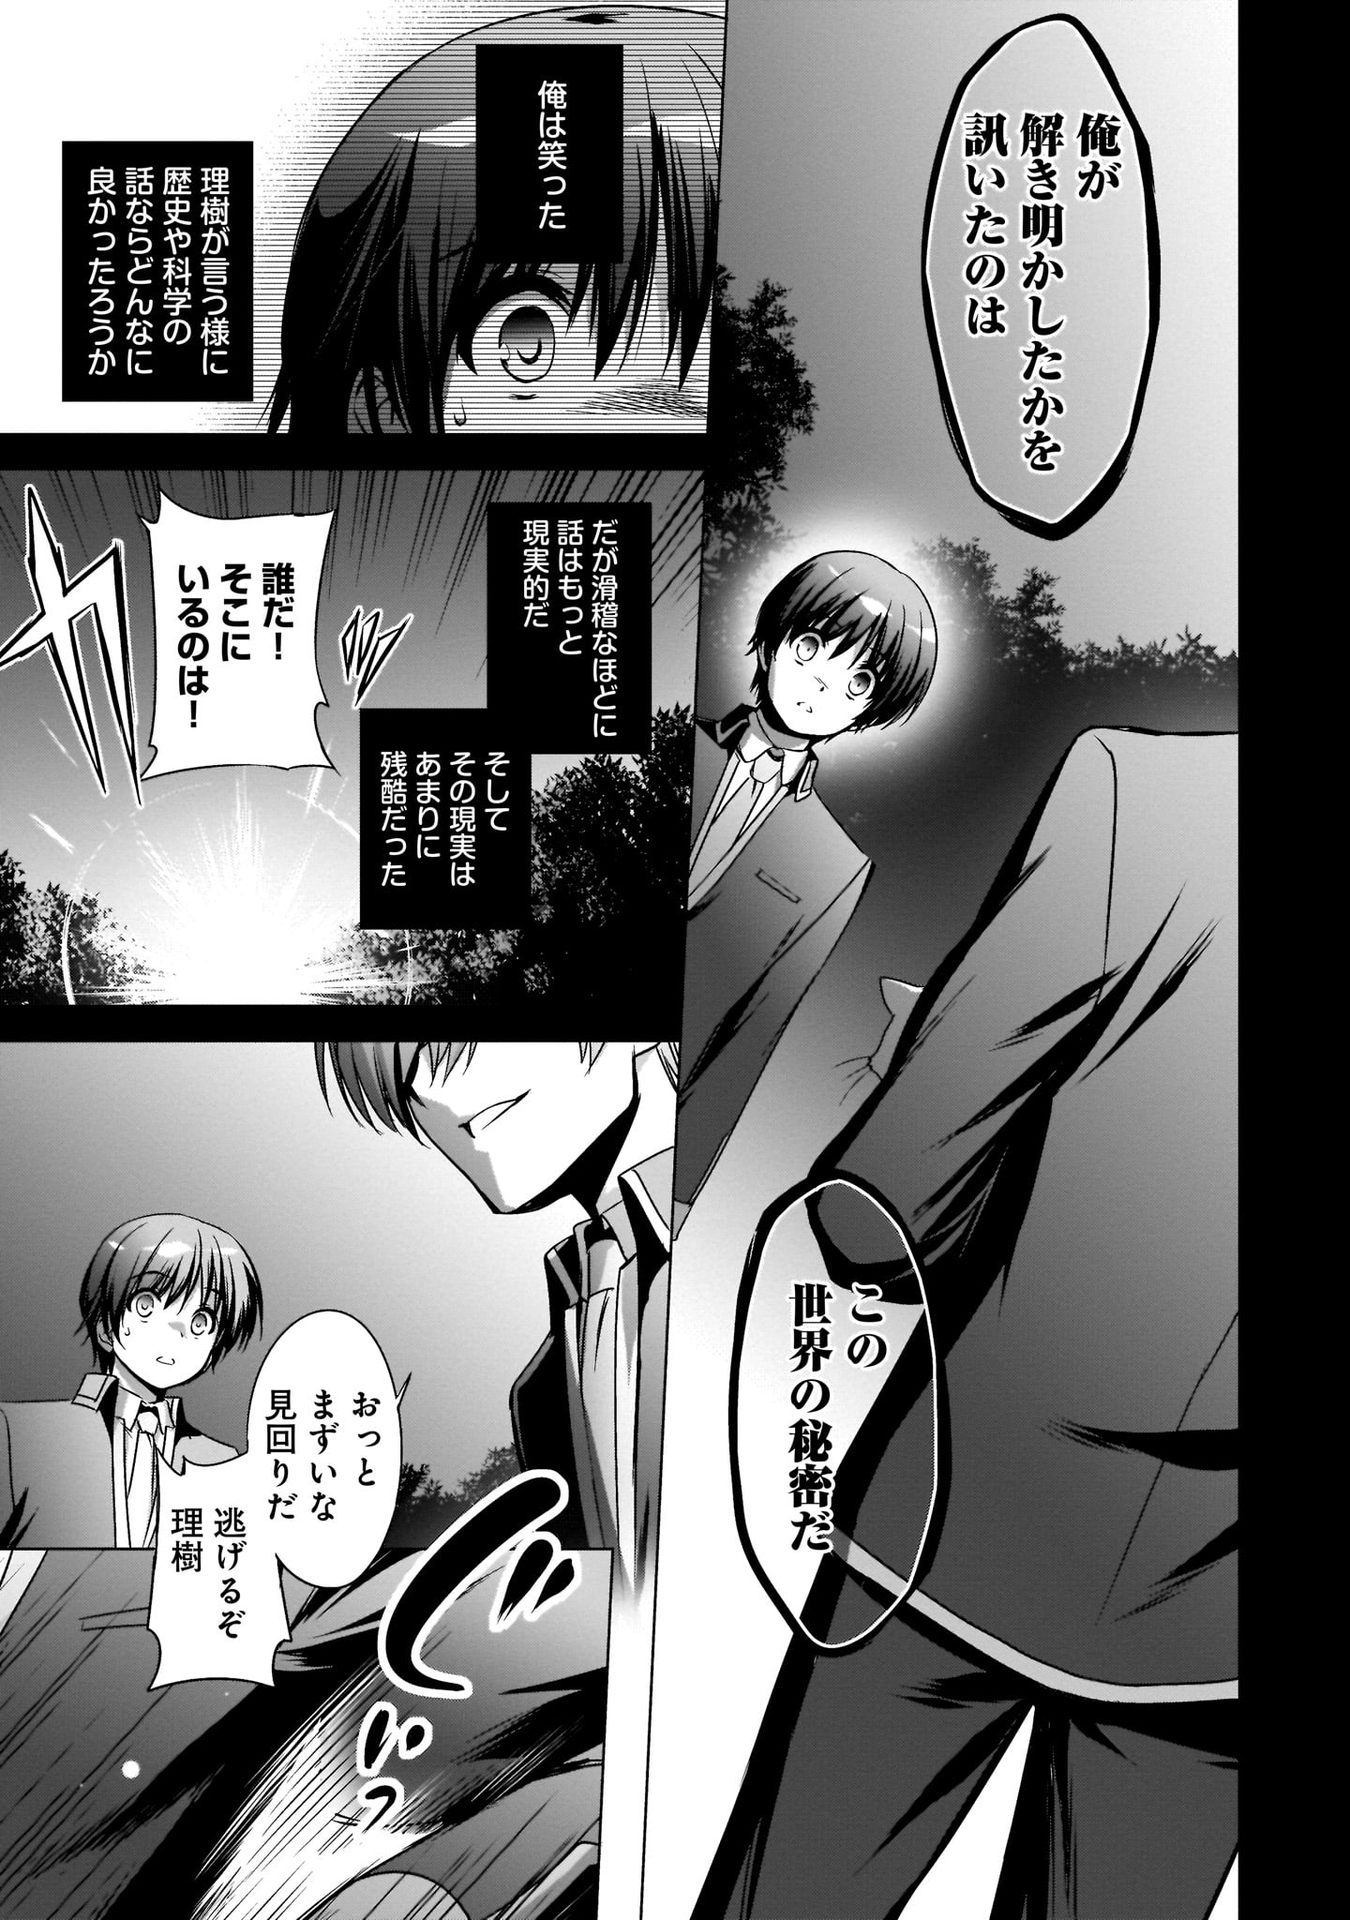 俺が
解き明かしたかを
訊いたのは
この
世界の秘密だ
俺は笑った
理樹が言う様に
歴史や科学の
話ならどんなに
良かったろうか
だが滑稽なほどに
話はもっと
現実的だ
そして
その現実は
あまりに
残酷だった
誰だ！
そこに
いるのは！
カッ
おっと
まずいな
見回りだ
逃げるぞ
理樹
ぐいっ